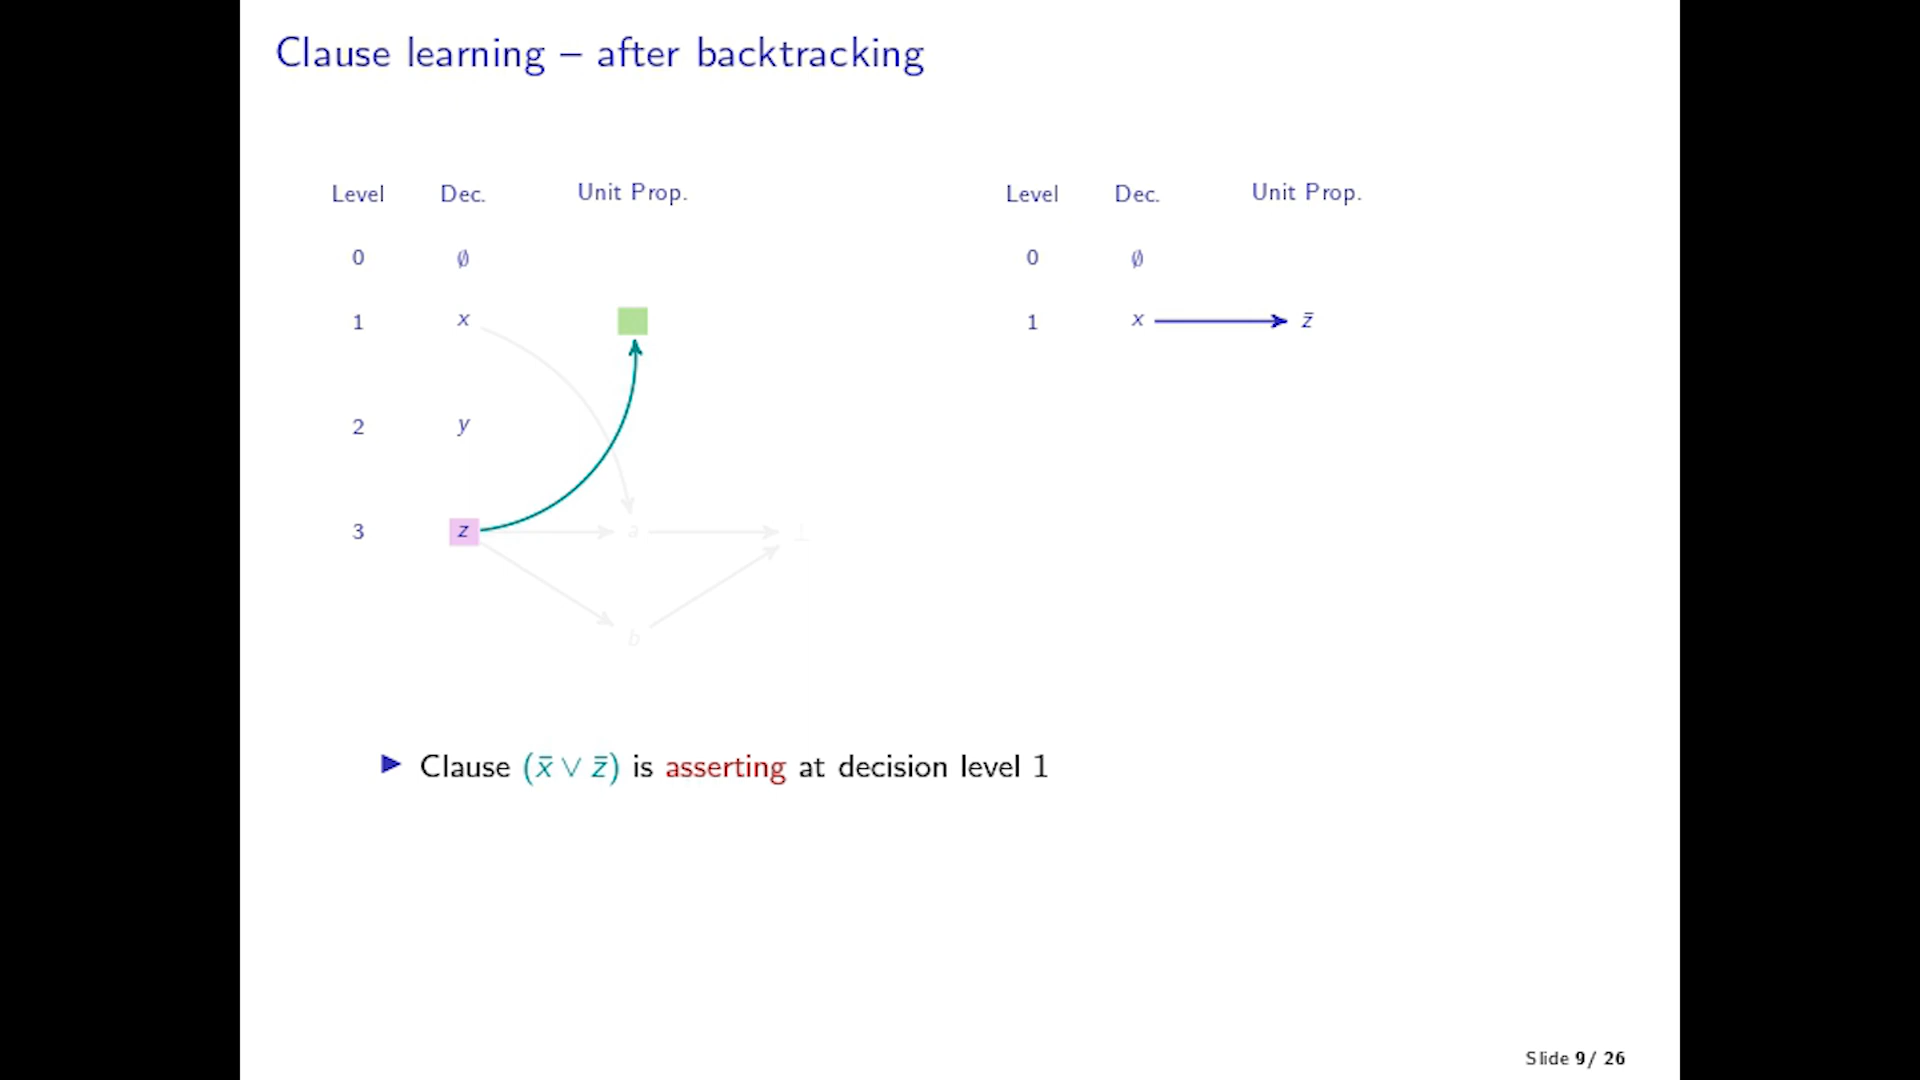 Clause learning – after backtracking
Level Dec. Unit Prop. Level Dec. Unit Prop.
0 ∅ 0 ∅
1 x 1 x z̄
2 y
3 z a ⊥
b
Clause (x̄ ∨ z̄) is asserting at decision level 1
Slide 9/ 26